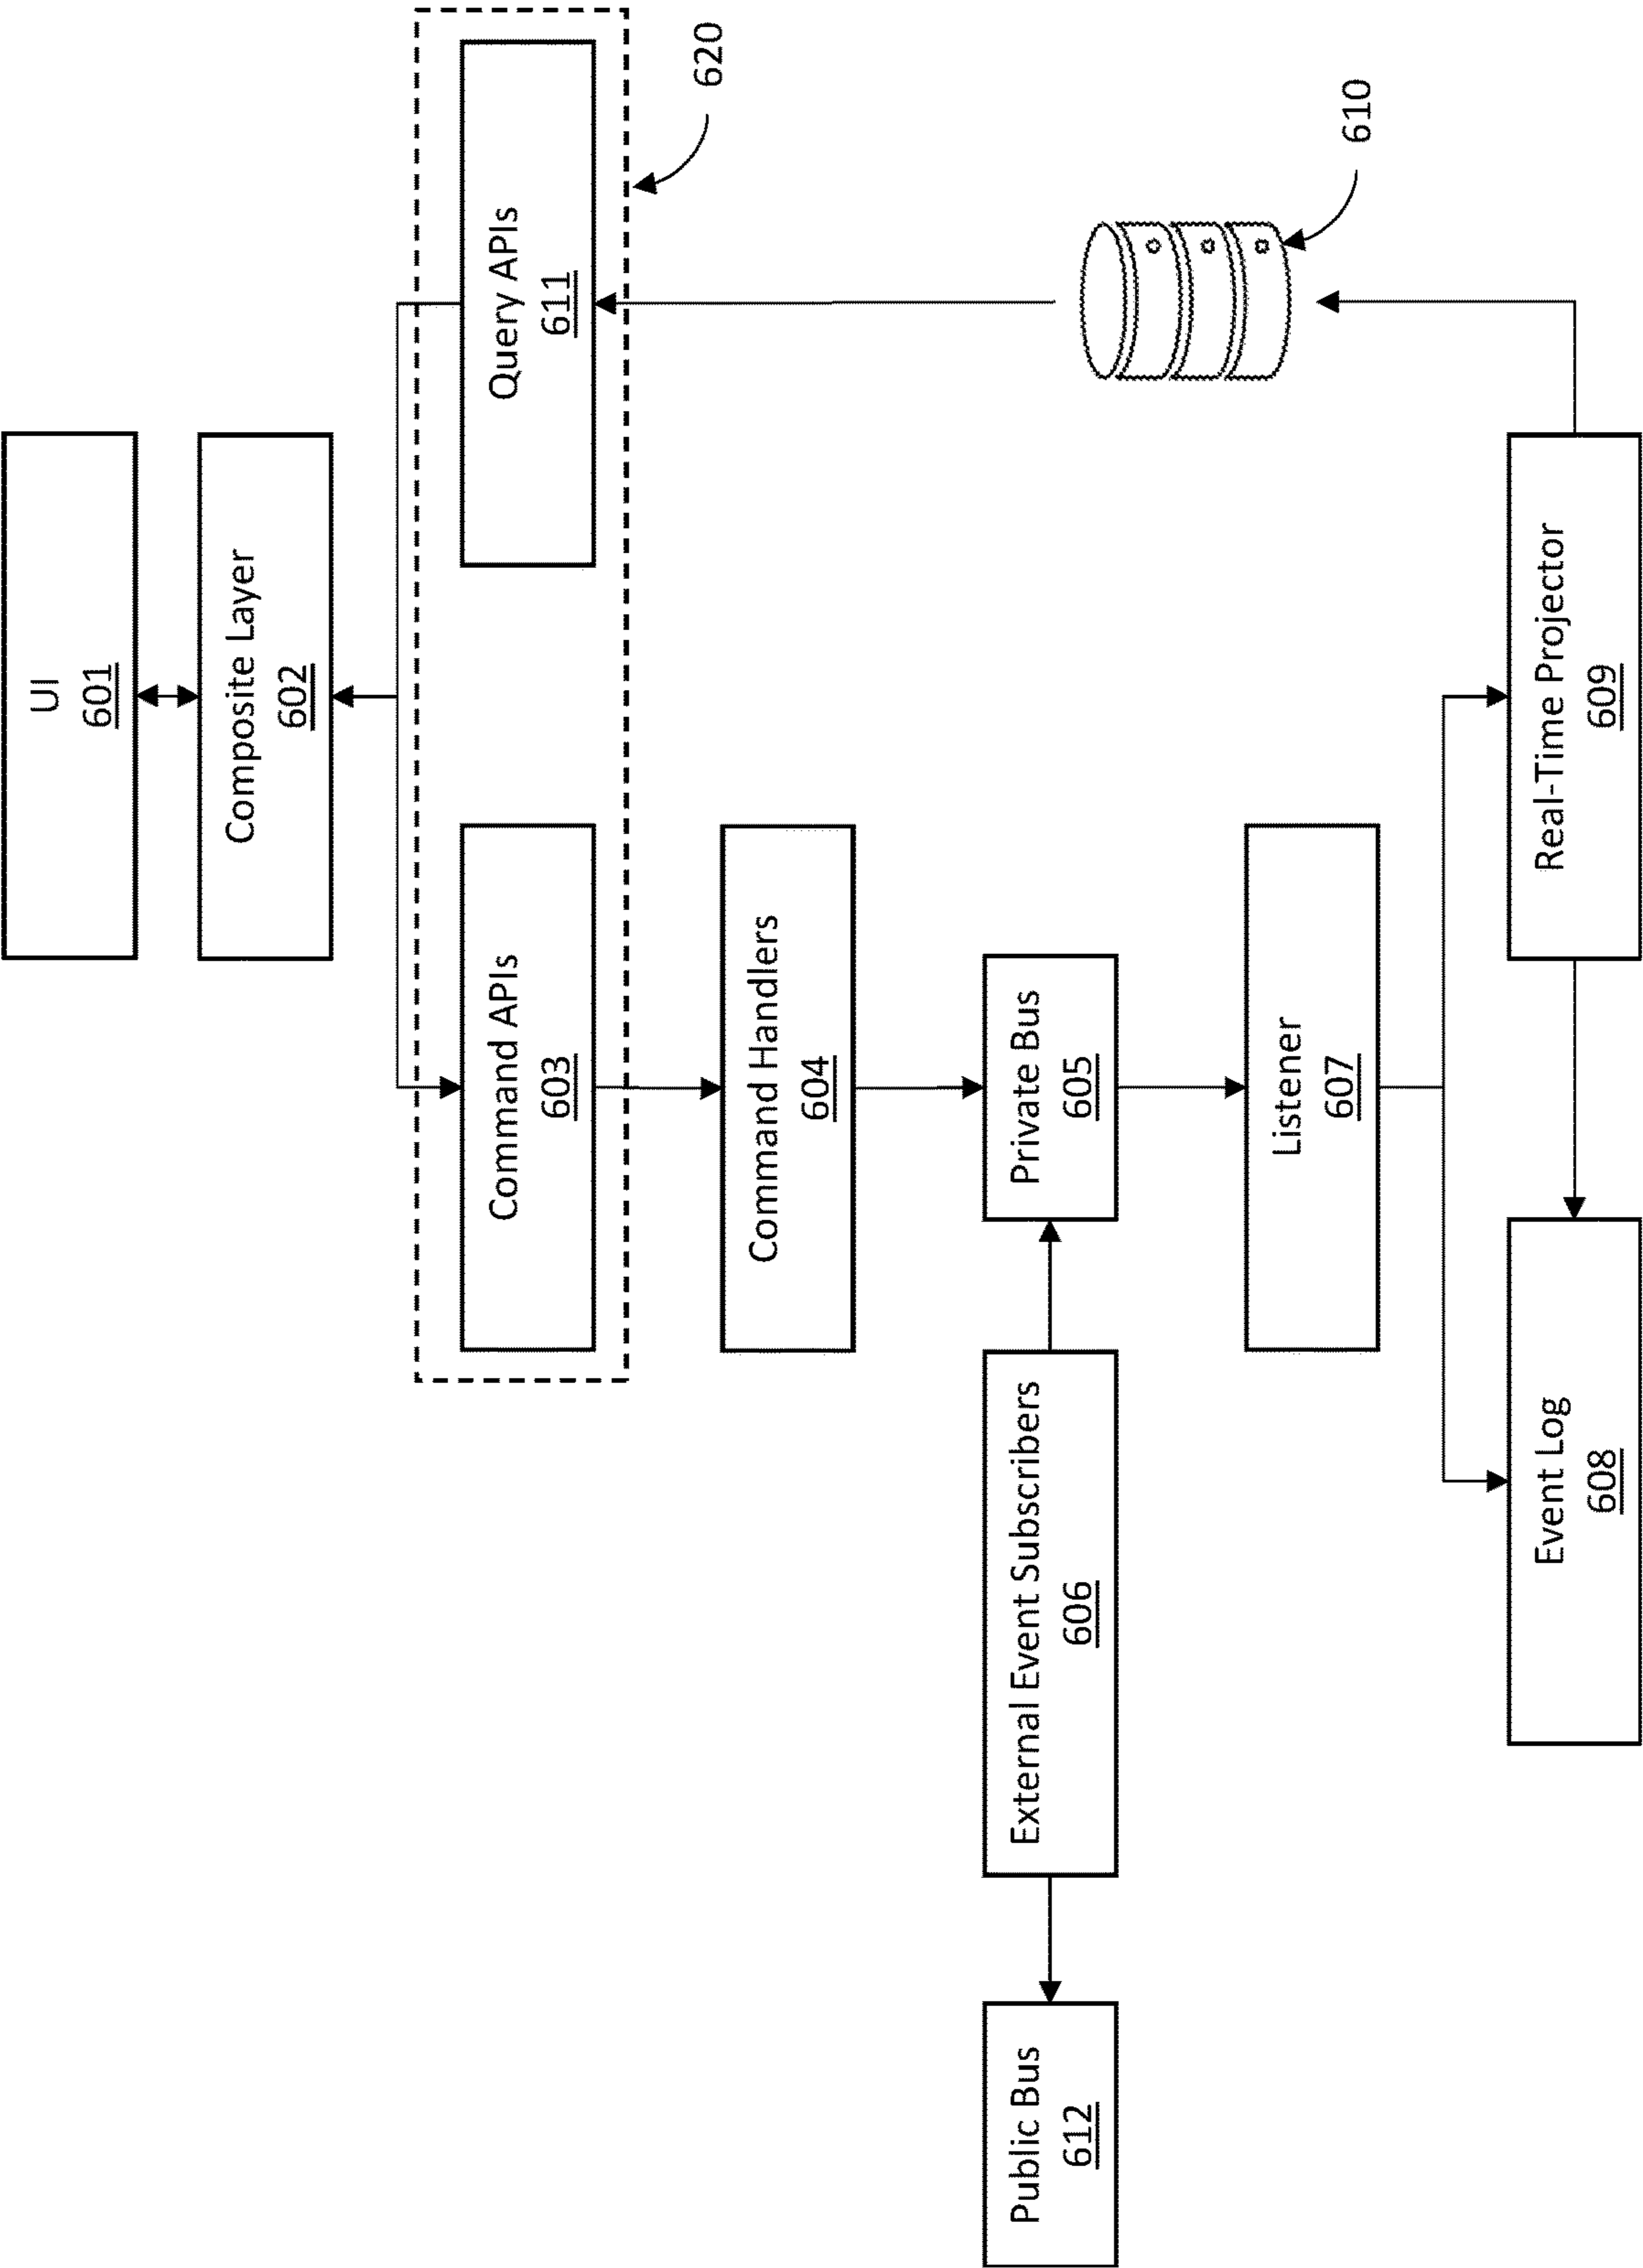 UI
601
Composite Layer
602
620
Command APIs
603
Query APIs
611
Command Handlers
604
Public Bus
612
External Event Subscribers
606
Private Bus
605
610
Listener
607
Event Log
608
Real-Time Projector
609